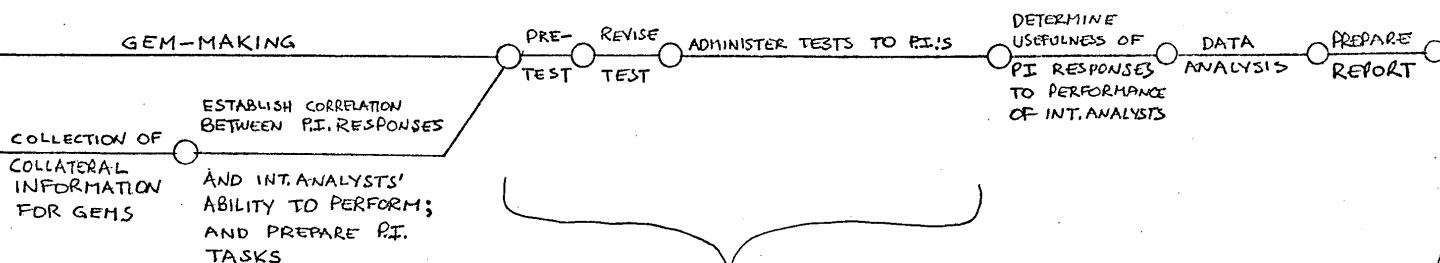 GEM-MAKING
PRE-
TEST
REVISE
TEST
ADMINISTER TESTS TO P.I.'S
DETERMINE
USEFULNESS OF
PI RESPONSES
TO PERFORMANCE
OF INT. ANALYSTS
DATA
ANALYSIS
PREPARE
REPORT
COLLECTION OF
COLLATERAL
INFORMATION
FOR GEMS
ESTABLISH CORRELATION
BETWEEN P.I. RESPONSES
AND INT. ANALYSTS'
ABILITY TO PERFORM;
AND PREPARE P.I.
TASKS